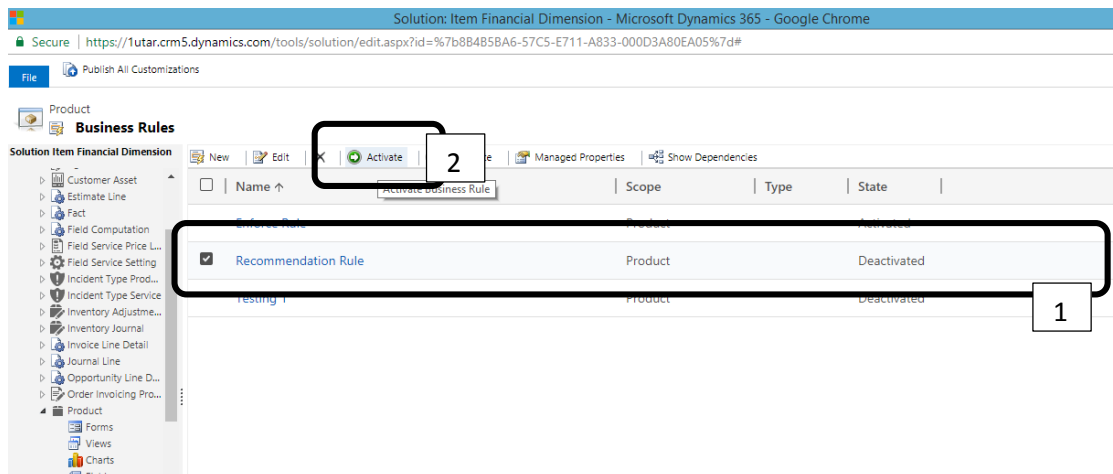 Solution: Item Financial Dimension - Microsoft Dynamics 365 - Google Chrome
Secure | https://1utar.crm5.dynamics.com/tools/solution/edit.aspx?id=%7b8B4B5BA6-57C5-E711-A833-000D3A80EA05%7d#
File Publish All Customizations
Product
Business Rules
Solution Item Financial Dimension
New Edit Activate 2 Managed Properties Show Dependencies
Name ↑ Scope Type State
Activate Business Rule
Enforce Rule Product Activated
Recommendation Rule Product Deactivated
Testing 1 Product Deactivated
1
Customer Asset
Estimate Line
Fact
Field Computation
Field Service Price L...
Field Service Setting
Incident Type Prod...
Incident Type Service
Inventory Adjustme...
Inventory Journal
Invoice Line Detail
Journal Line
Opportunity Line D...
Order Invoicing Pro...
Product
Forms
Views
Charts